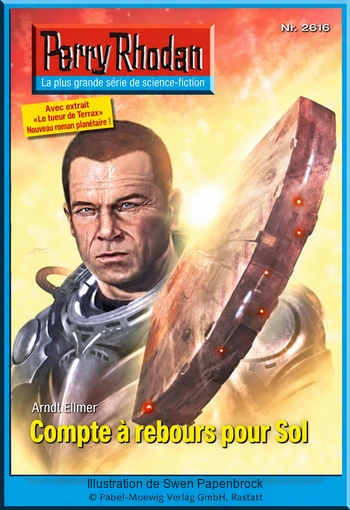 Nr. 2616
Perry Rhodan
La plus grande série de science-fiction
Avec extrait
«Le tueur de Terrax»
Nouveau roman planétaire !
Arndt Ellmer
Compte à rebours pour Sol
Illustration de Swen Papenbrock
© Pabel-Moewig Verlag GmbH, Rastatt